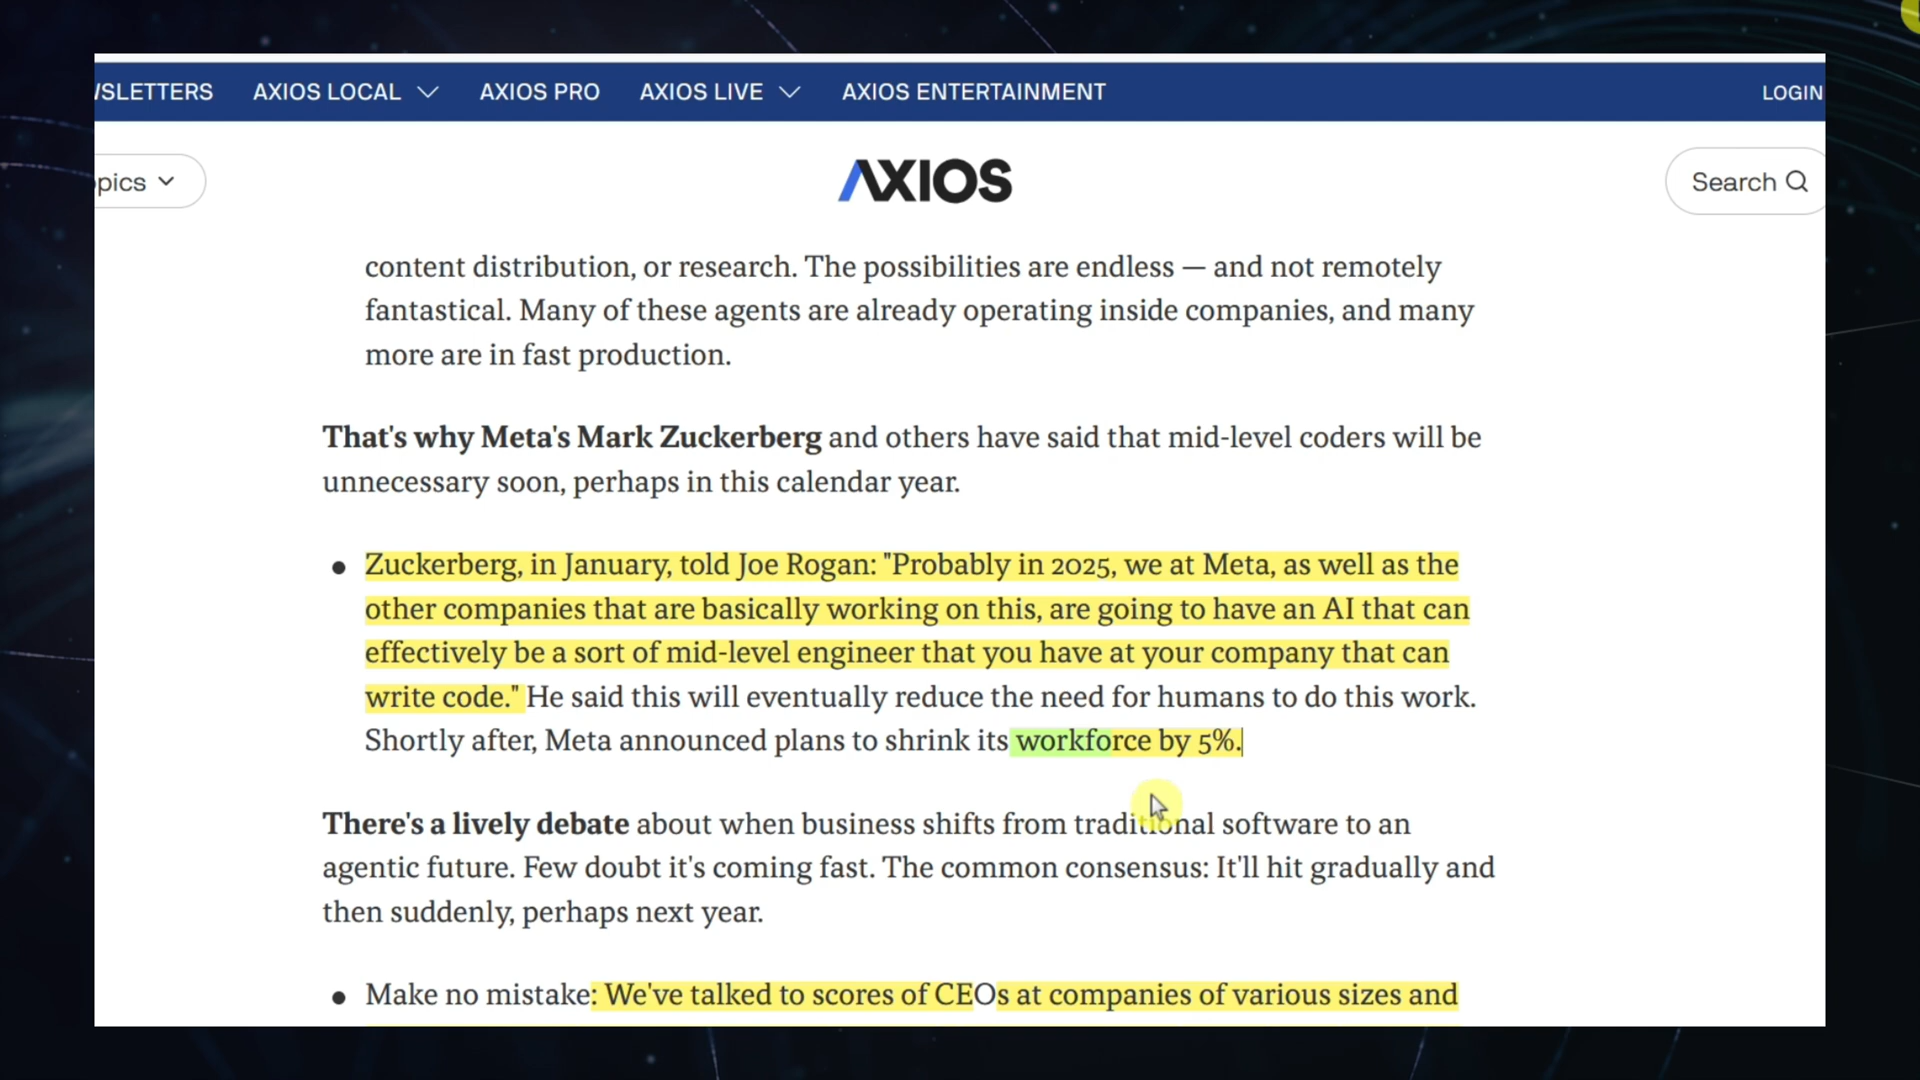 WSLETTERS AXIOS LOCAL AXIOS PRO AXIOS LIVE AXIOS ENTERTAINMENT LOGIN
pics AXIOS Search
content distribution, or research. The possibilities are endless — and not remotely
fantastical. Many of these agents are already operating inside companies, and many
more are in fast production.
That's why Meta's Mark Zuckerberg and others have said that mid-level coders will be
unnecessary soon, perhaps in this calendar year.
● Zuckerberg, in January, told Joe Rogan: "Probably in 2025, we at Meta, as well as the
other companies that are basically working on this, are going to have an AI that can
effectively be a sort of mid-level engineer that you have at your company that can
write code." He said this will eventually reduce the need for humans to do this work.
Shortly after, Meta announced plans to shrink its workforce by 5%.
There's a lively debate about when business shifts from traditional software to an
agentic future. Few doubt it's coming fast. The common consensus: It'll hit gradually and
then suddenly, perhaps next year.
● Make no mistake: We've talked to scores of CEOs at companies of various sizes and